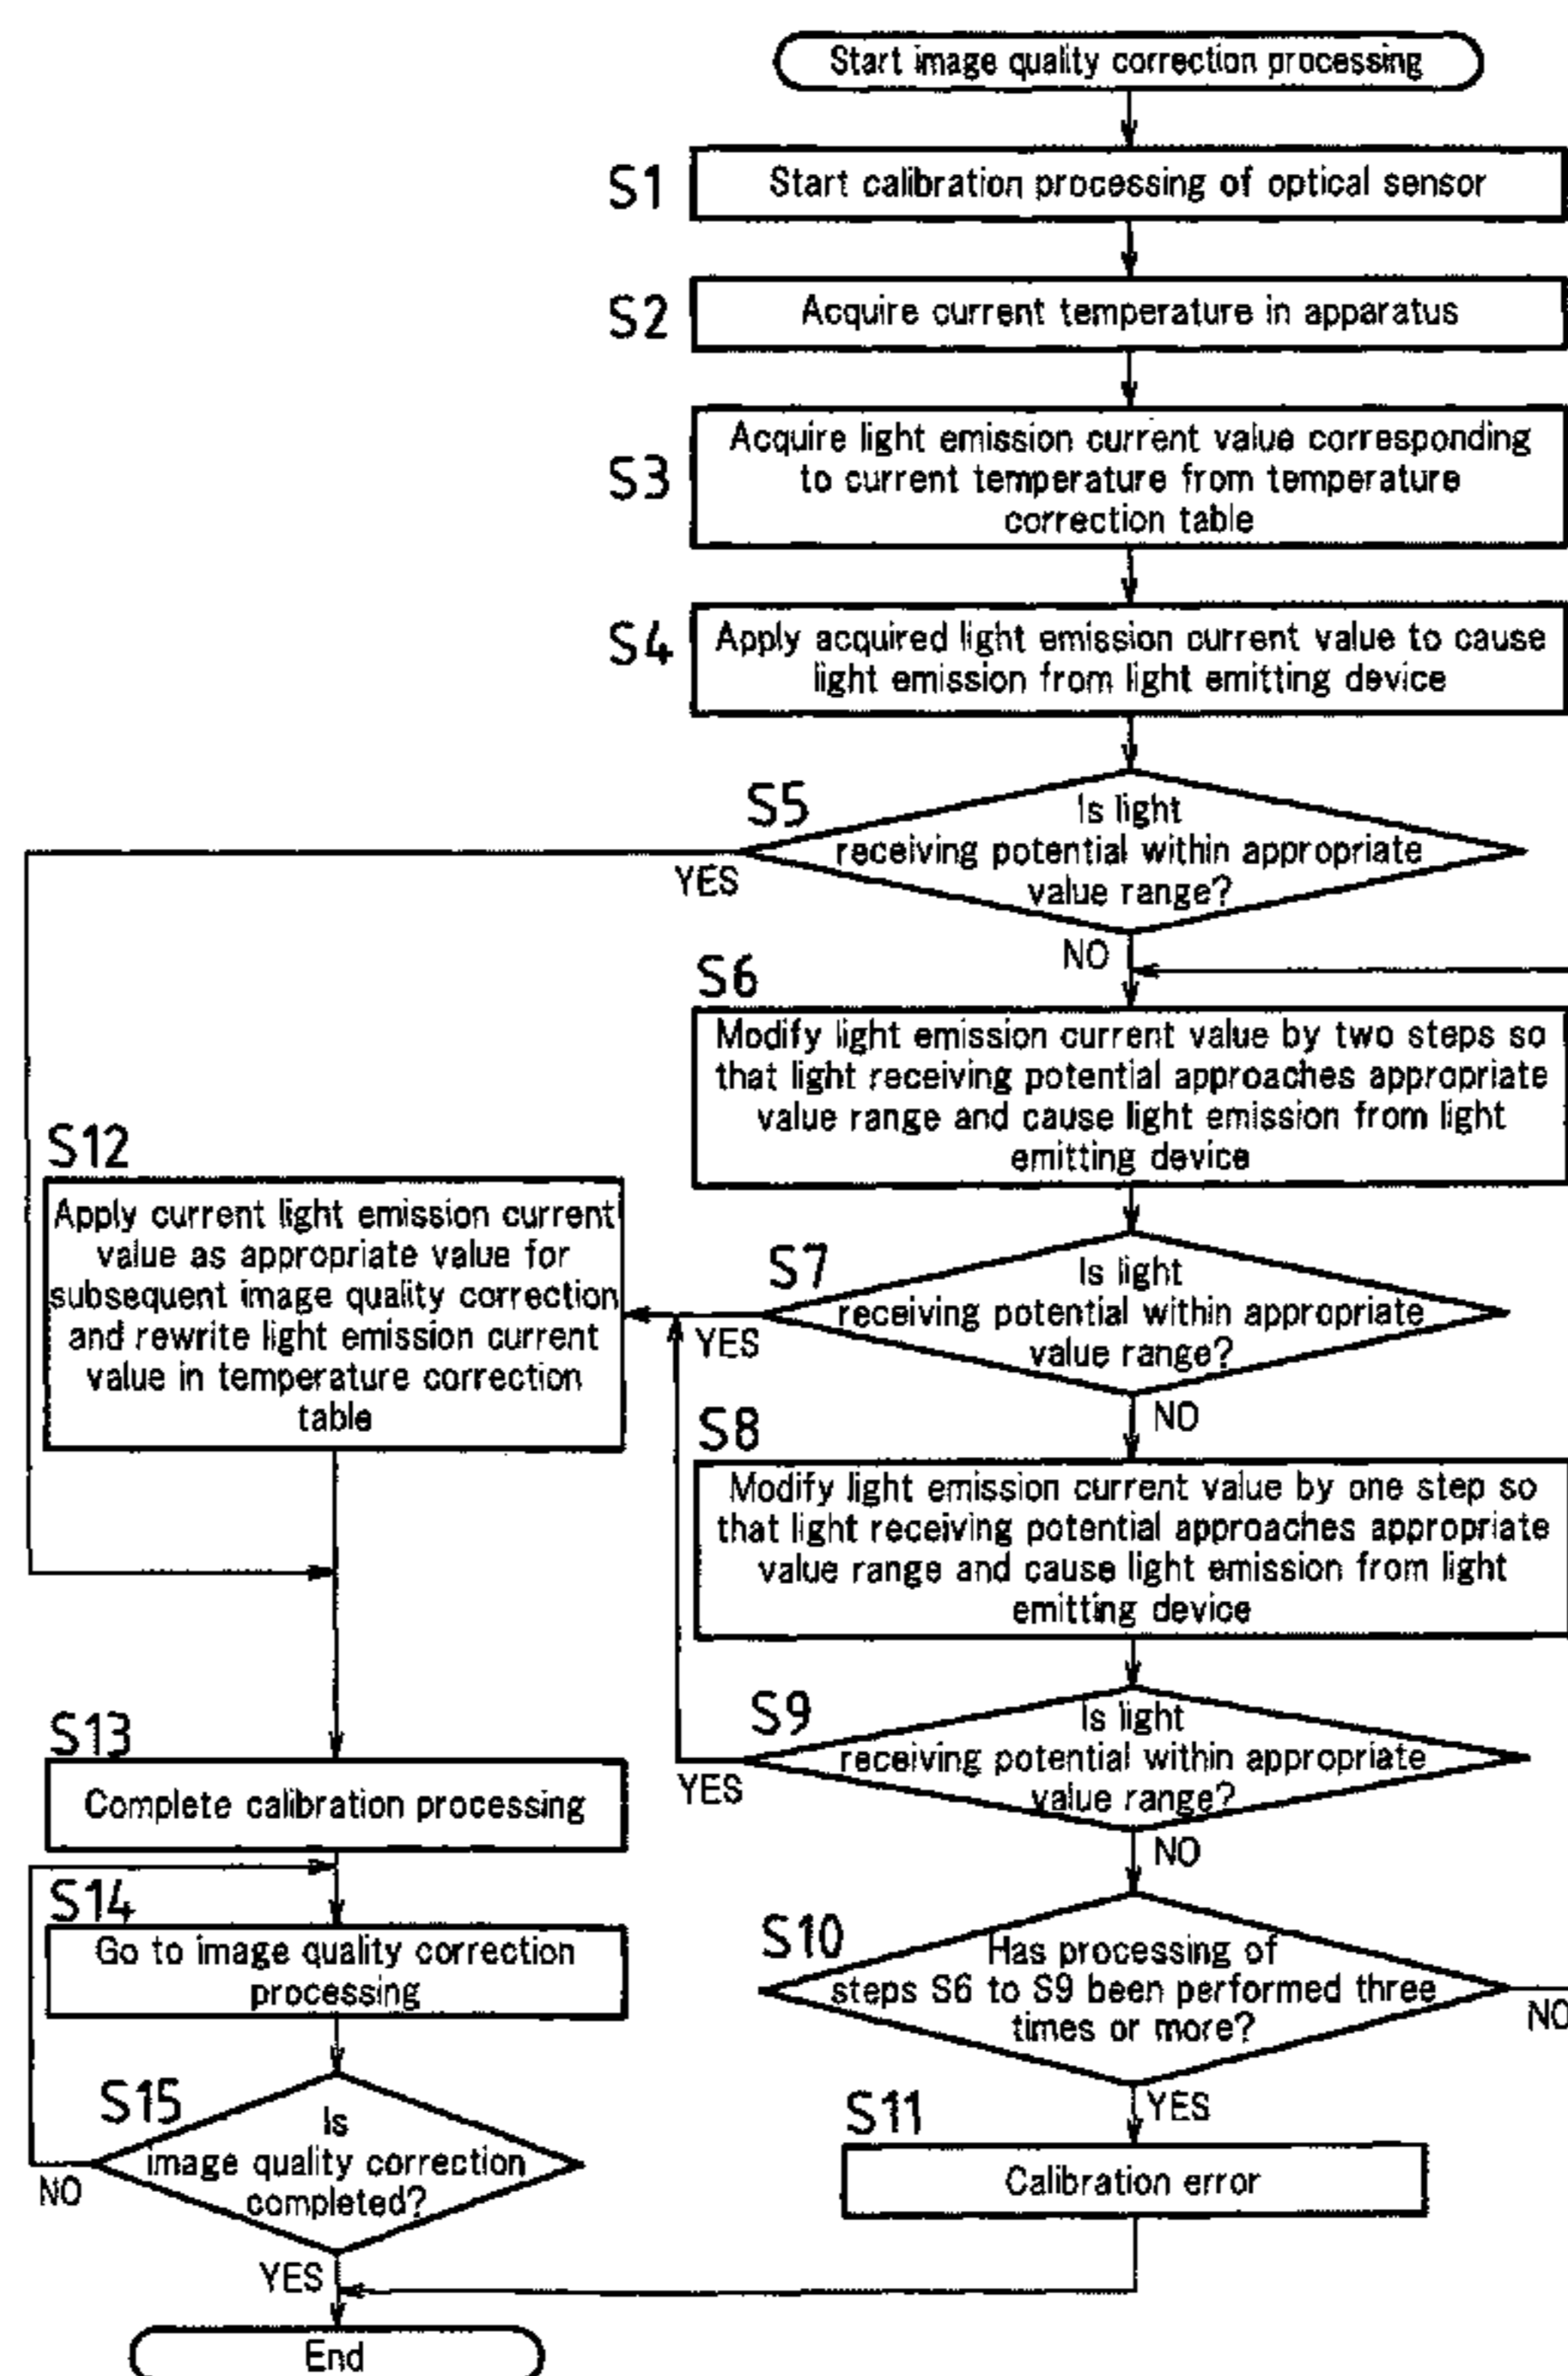 Start image quality correction processing
S1
Start calibration processing of optical sensor
S2
Acquire current temperature in apparatus
S3
Acquire light emission current value corresponding
to current temperature from temperature
correction table
S4
Apply acquired light emission current value to cause
light emission from light emitting device
S5
Is light
receiving potential within appropriate
value range?
YES
NO
S6
Modify light emission current value by two steps so
that light receiving potential approaches appropriate
value range and cause light emission from light
emitting device
S7
Is light
receiving potential within appropriate
value range?
YES
NO
S8
Modify light emission current value by one step so
that light receiving potential approaches appropriate
value range and cause light emission from light
emitting device
S9
Is light
receiving potential within appropriate
value range?
YES
NO
S10
Has processing of
steps S6 to S9 been performed three
times or more?
NO
YES
S11
Calibration error
S12
Apply current light emission current
value as appropriate value for
subsequent image quality correction
and rewrite light emission current
value in temperature correction
table
S13
Complete calibration processing
S14
Go to image quality correction
processing
S15
Is
image quality correction
completed?
NO
YES
End